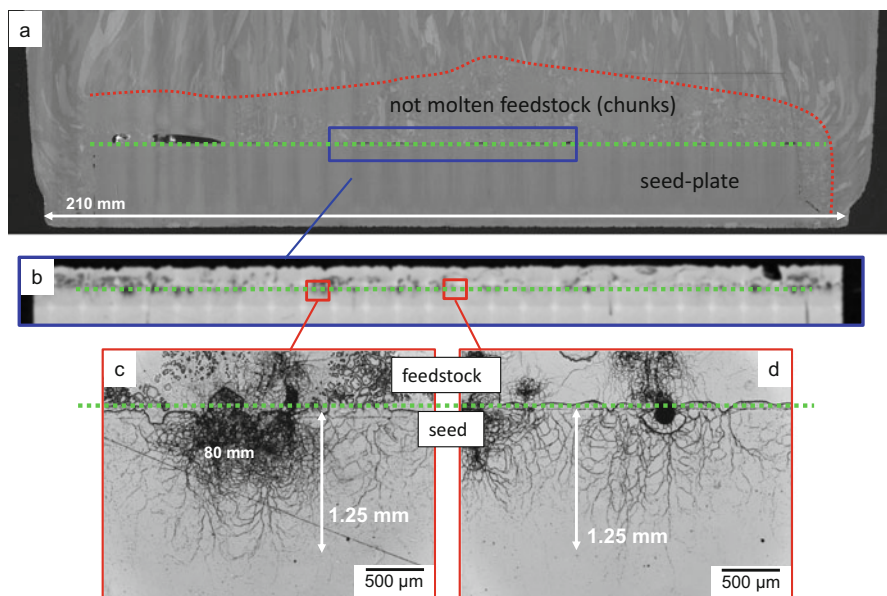 a
not molten feedstock (chunks)
seed-plate
210 mm
b
c
feedstock
d
seed
80 mm
1.25 mm
1.25 mm
500 µm
500 µm